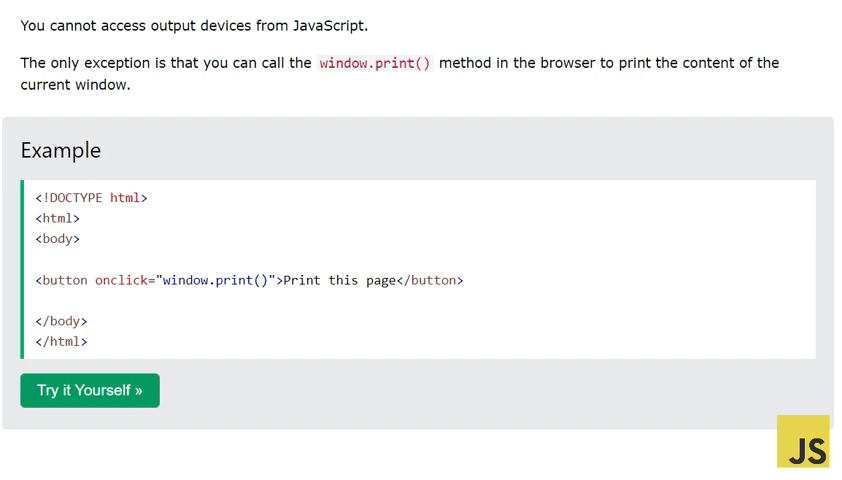 You cannot access output devices from JavaScript.
The only exception is that you can call the window.print() method in the browser to print the content of the
current window.
Example
<!DOCTYPE html>
<html>
<body>
<button onclick="window.print()">Print this page</button>
</body>
</html>
Try it Yourself »
JS